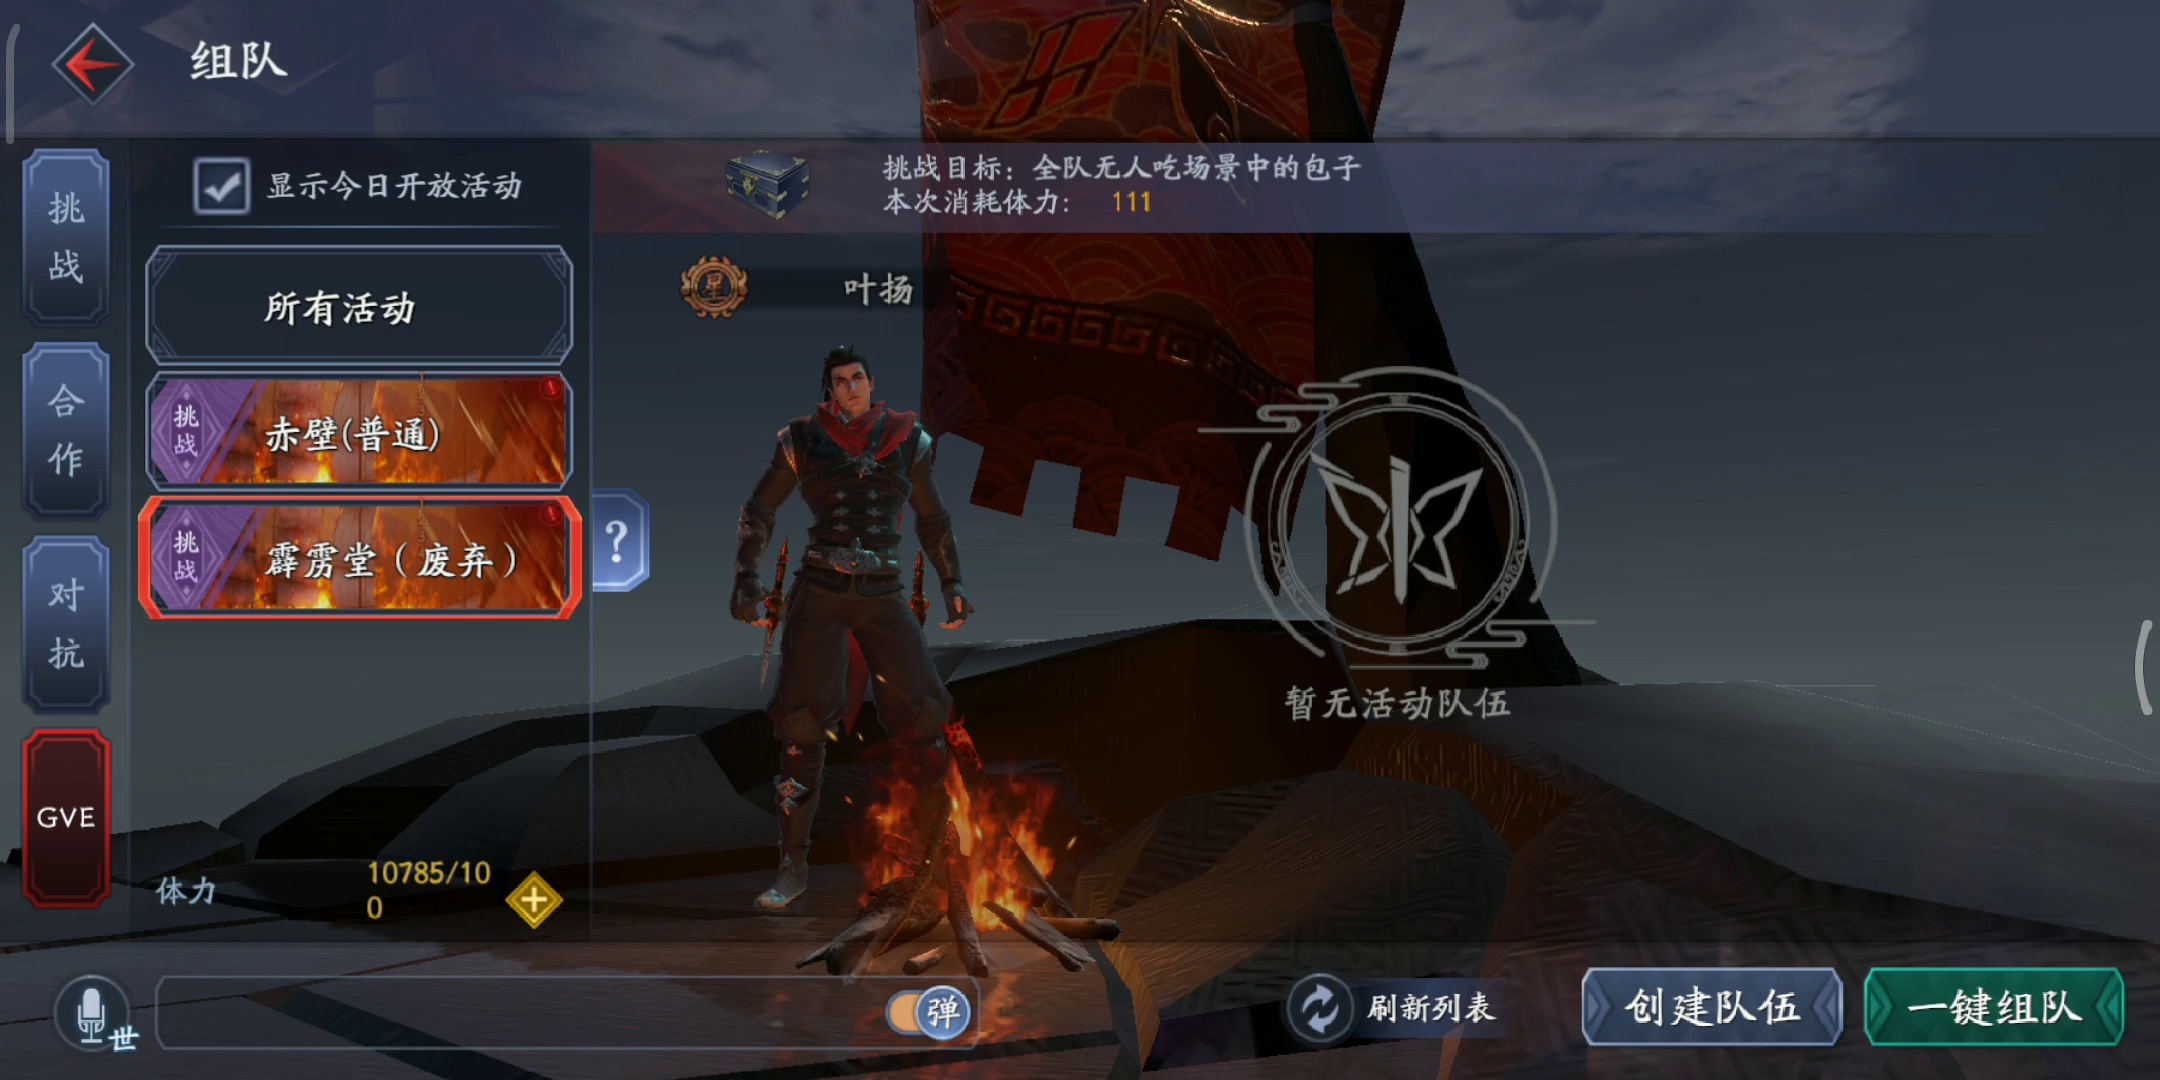 组队
挑战
合作
对抗
GVE
显示今日开放活动
所有活动
挑战
赤壁(普通)
挑战
霹雳堂（废弃）
?
体力
10785/10
0
挑战目标：全队无人吃场景中的包子
本次消耗体力： 111
星
叶扬
暂无活动队伍
世
弹
刷新列表
创建队伍
一键组队